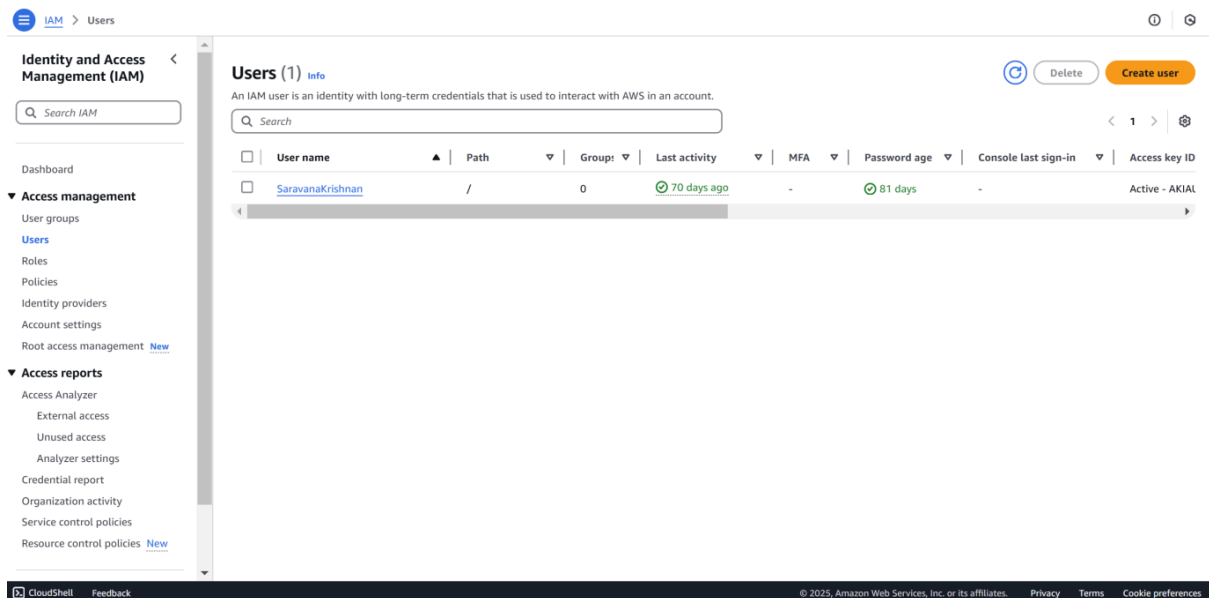 IAM > Users
Identity and Access
Management (IAM)
Search IAM
Dashboard
Access management
User groups
Users
Roles
Policies
Identity providers
Account settings
Root access management New
Access reports
Access Analyzer
External access
Unused access
Analyzer settings
Credential report
Organization activity
Service control policies
Resource control policies New
Users (1) Info
Delete
Create user
An IAM user is an identity with long-term credentials that is used to interact with AWS in an account.
Search
< 1 >
User name Path Groups Last activity MFA Password age Console last sign-in Access key ID
SaravanaKrishnan / 0 70 days ago - 81 days - Active - AKIAU
CloudShell Feedback © 2025, Amazon Web Services, Inc. or its affiliates. Privacy Terms Cookie preferences